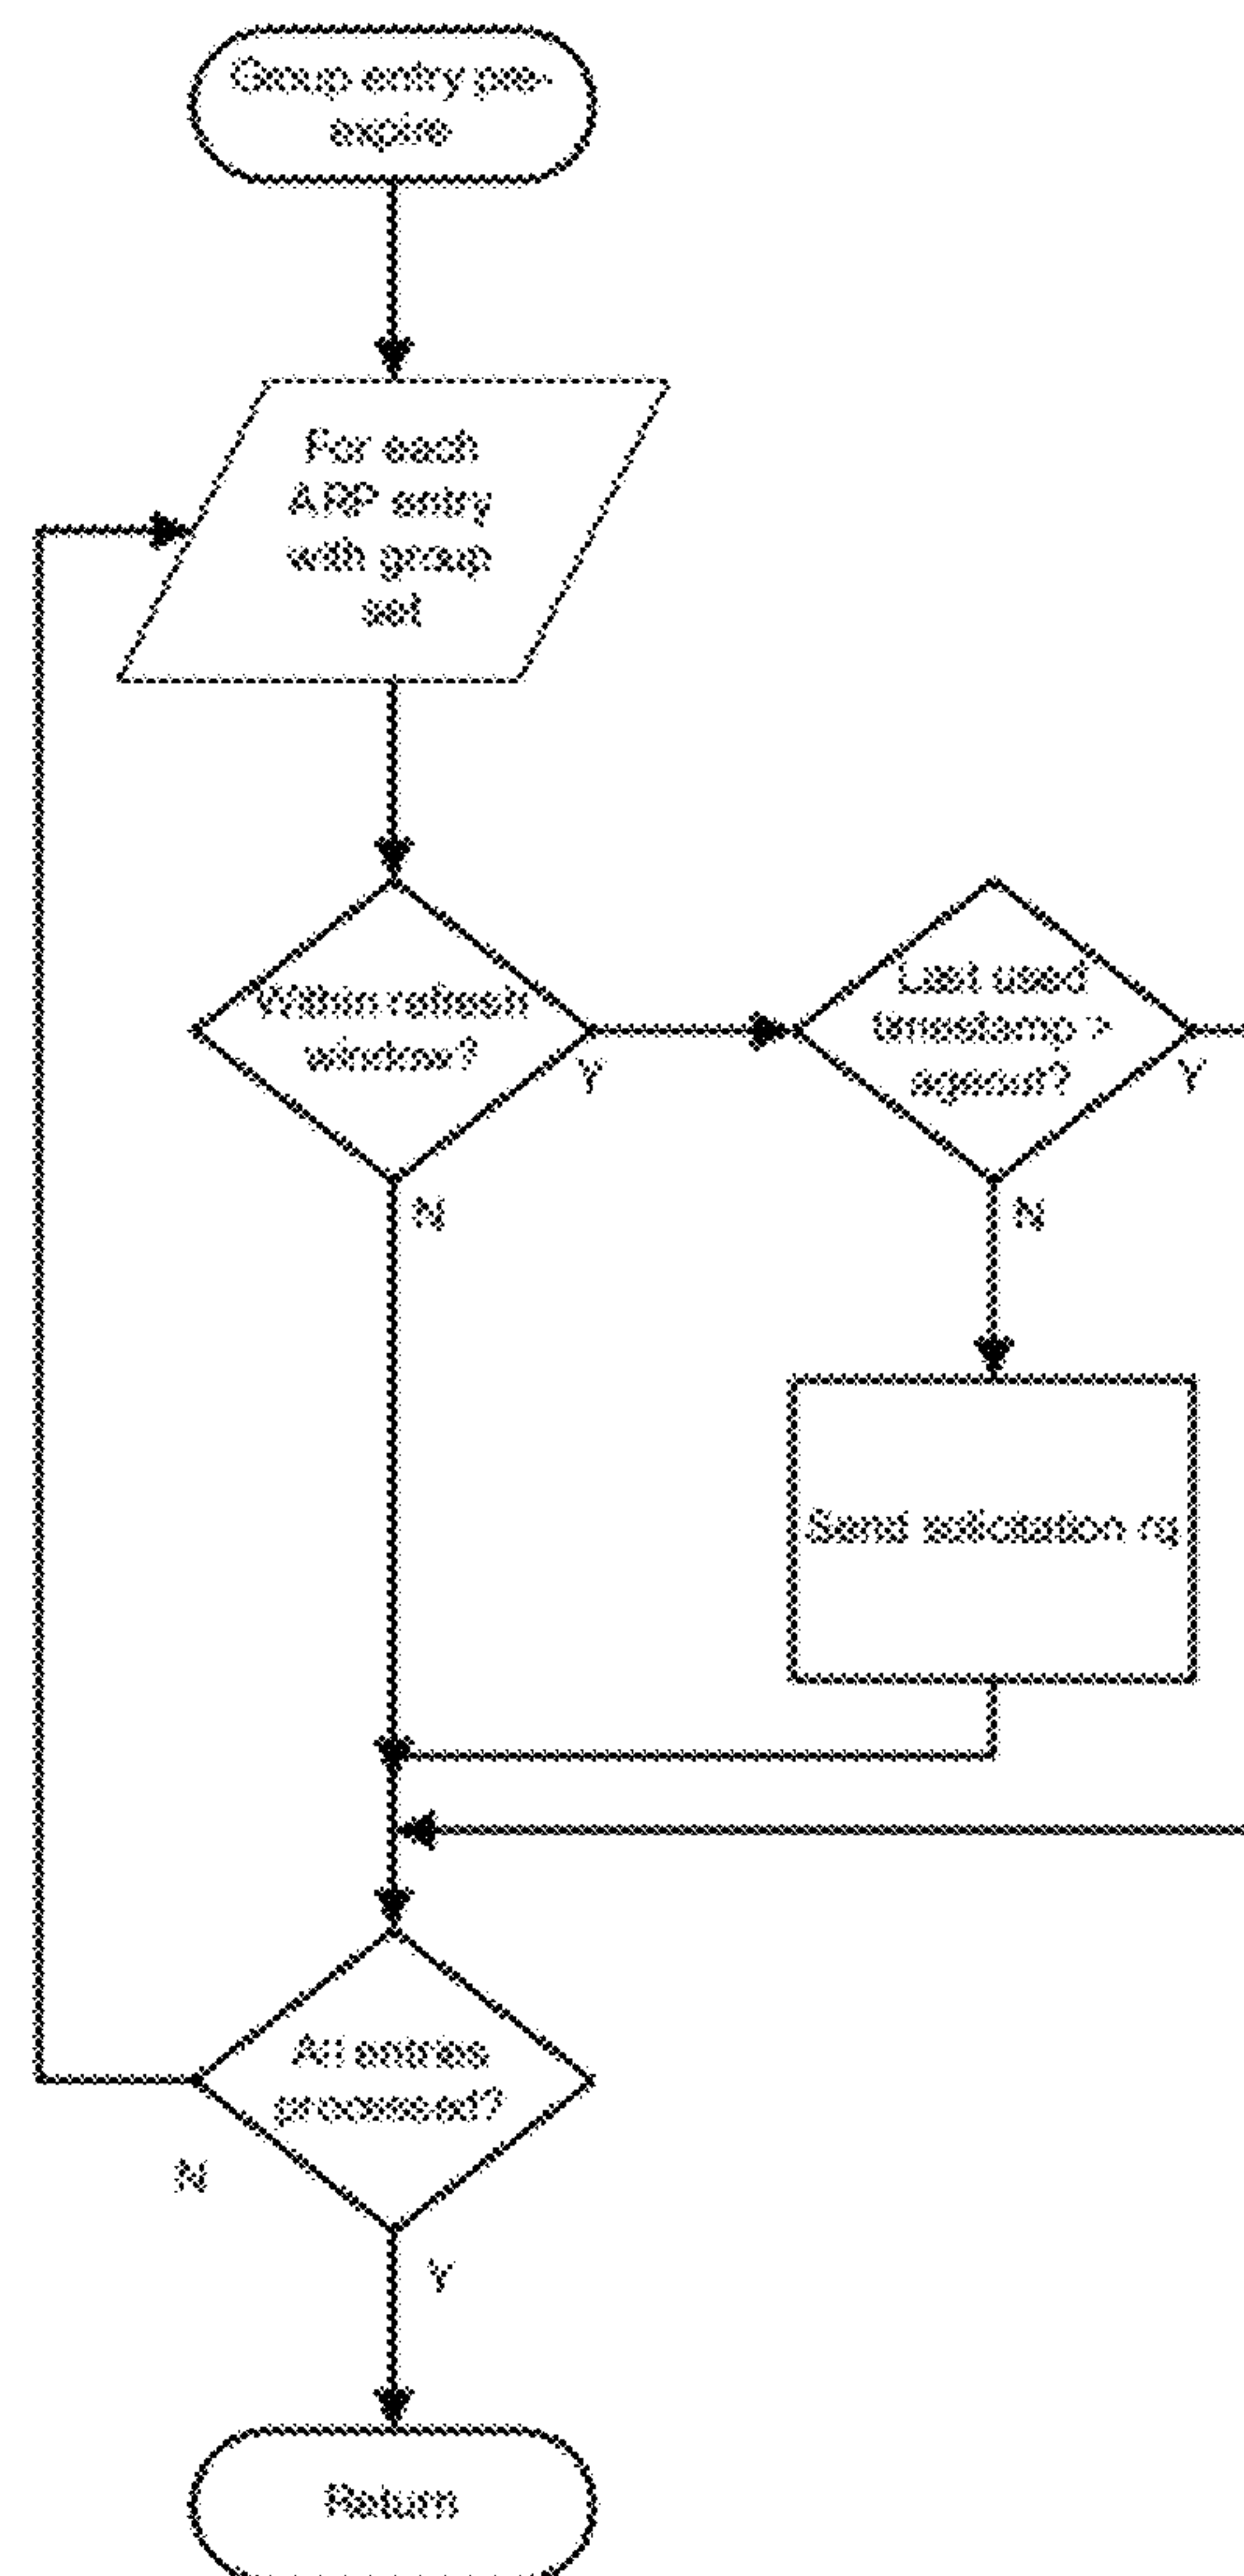 Group entry pre-
expire
For each
ARP entry
with group
set
Within refresh
window?
Y
N
Last used
timestamp >
ageout?
Y
N
Send solicitation rq
All entries
processed?
N
Y
Return